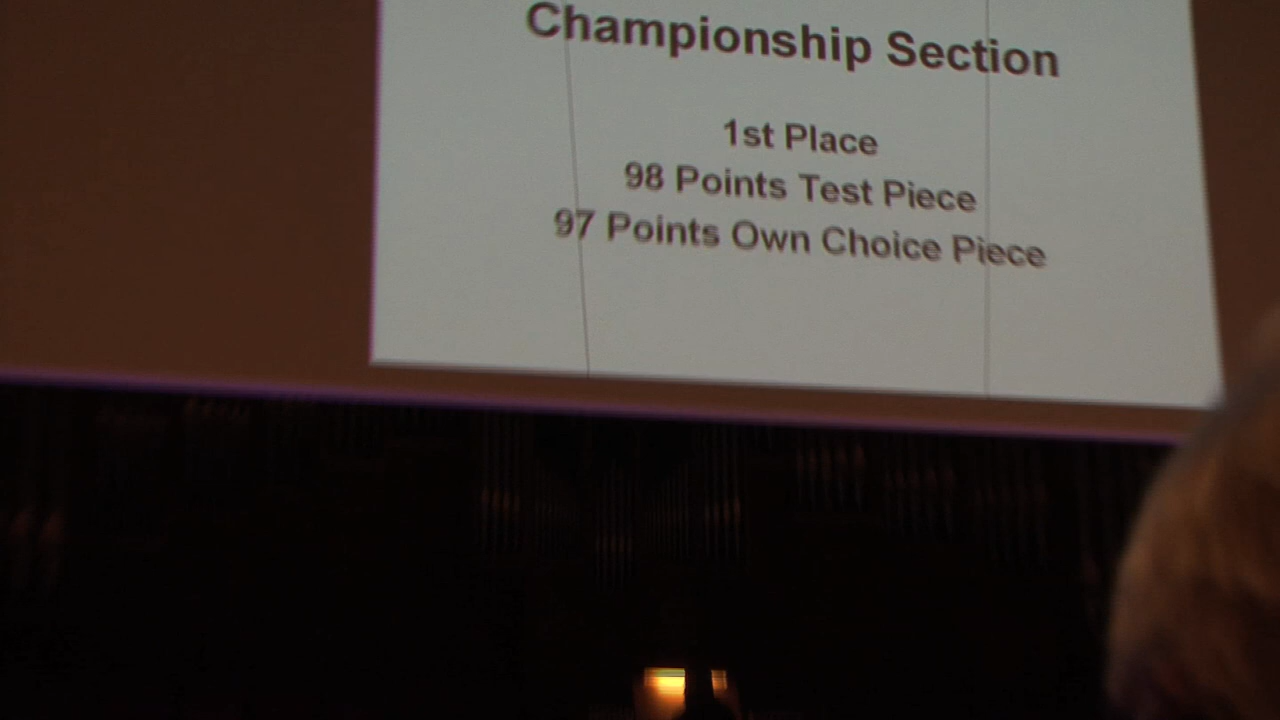 Championship Section
1st Place
98 Points Test Piece
97 Points Own Choice Piece